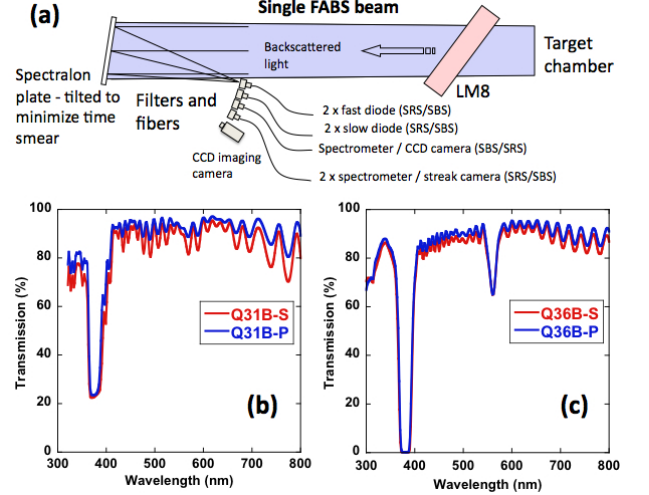 (a)
Single FABS beam
Backscattered
light
Target
chamber
LM8
Spectralon
plate - tilted to
minimize time
smear
Filters and
fibers
CCD imaging
camera
2 x fast diode (SRS/SBS)
2 x slow diode (SRS/SBS)
Spectrometer / CCD camera (SBS/SRS)
2 x spectrometer / streak camera (SRS/SBS)
Transmission (%)
100
80
60
40
20
0
300 400 500 600 700 800
Wavelength (nm)
Q31B-S
Q31B-P
(b)
Transmission (%)
100
80
60
40
20
0
300 400 500 600 700 800
Wavelength (nm)
Q36B-S
Q36B-P
(c)